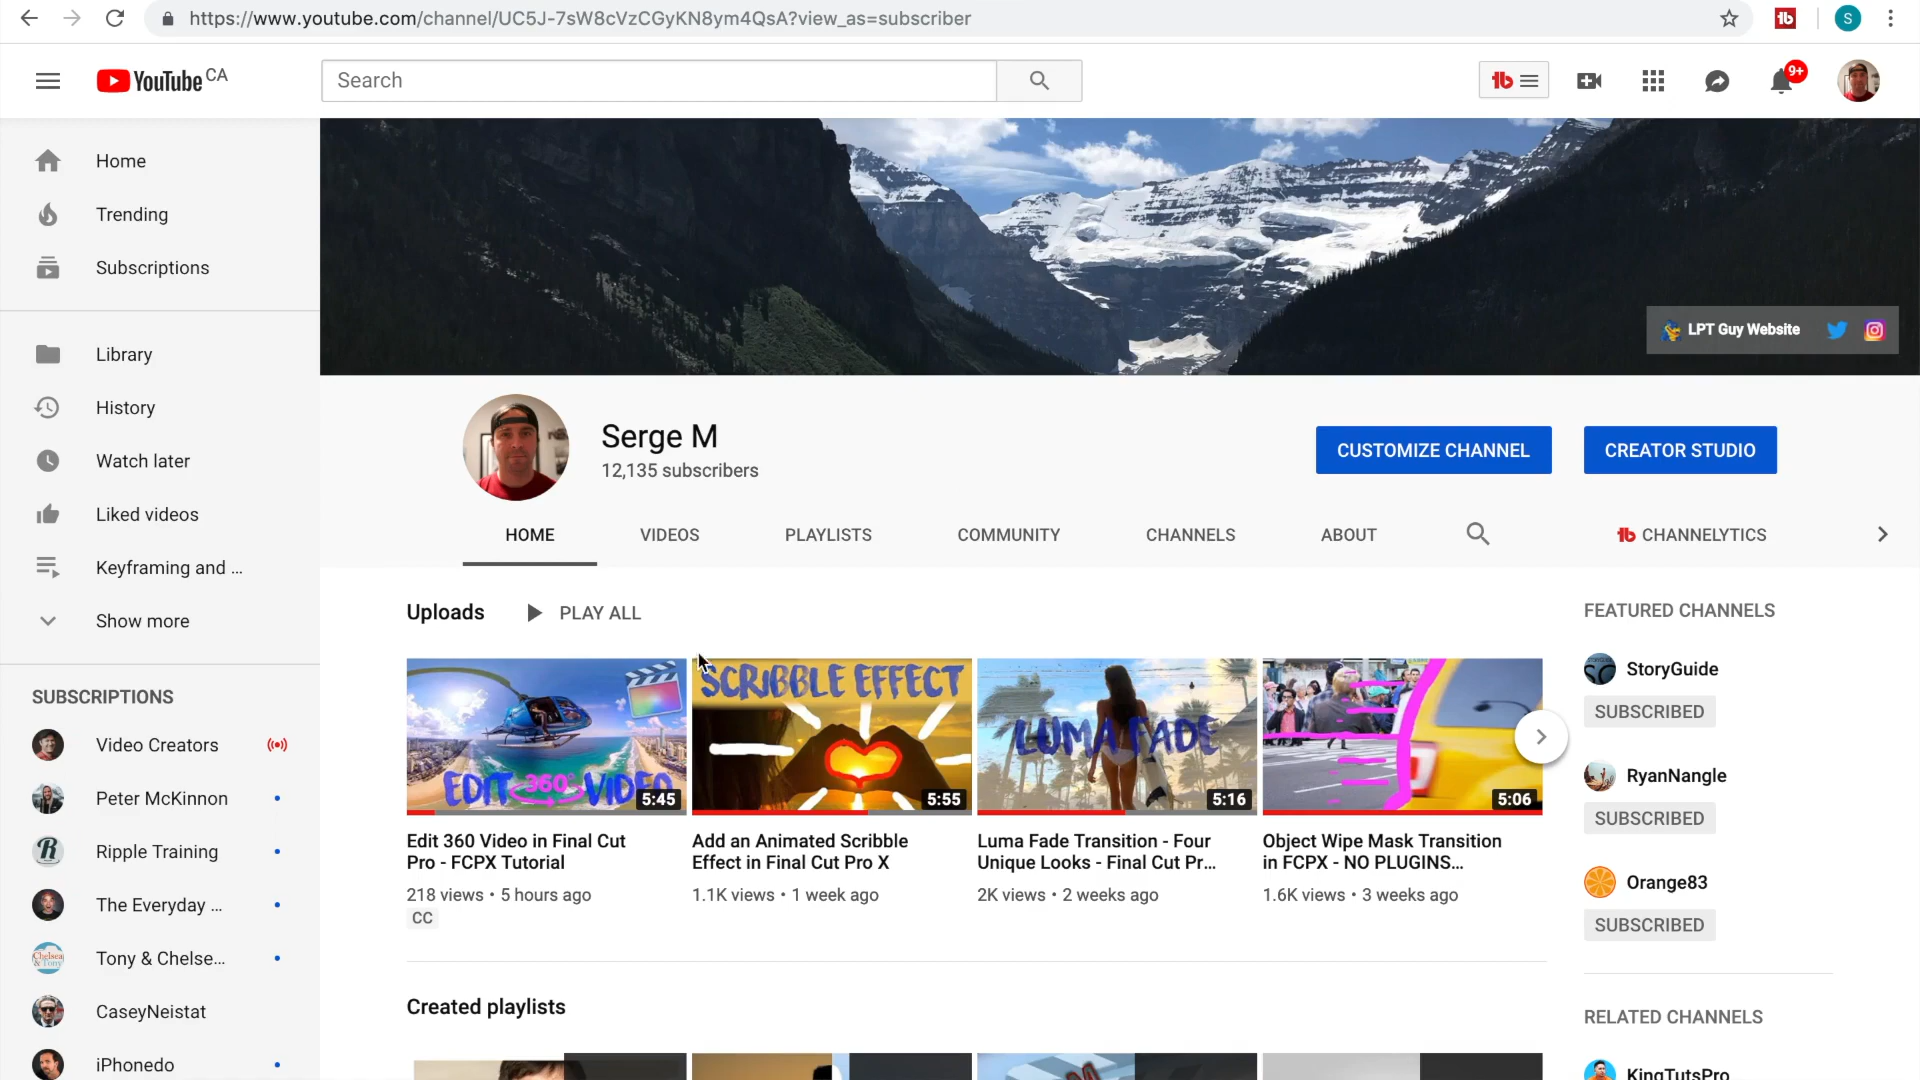 https://www.youtube.com/channel/UC5J-7sW8cVzCGyKN8ym4QsA?view_as=subscriber
tb
S
YouTube CA
Search
tb
9+
Home
Trending
Subscriptions
LPT Guy Website
Library
History
Watch later
Liked videos
Keyframing and ...
Show more
Serge M
12,135 subscribers
CUSTOMIZE CHANNEL
CREATOR STUDIO
HOME
VIDEOS
PLAYLISTS
COMMUNITY
CHANNELS
ABOUT
tb CHANNELYTICS
Uploads
PLAY ALL
EDIT 360° VIDEO
5:45
SCRIBBLE EFFECT
5:55
LUMA FADE
5:16
5:06
Edit 360 Video in Final Cut
Pro - FCPX Tutorial
218 views • 5 hours ago
CC
Add an Animated Scribble
Effect in Final Cut Pro X
1.1K views • 1 week ago
Luma Fade Transition - Four
Unique Looks - Final Cut Pr...
2K views • 2 weeks ago
Object Wipe Mask Transition
in FCPX - NO PLUGINS...
1.6K views • 3 weeks ago
FEATURED CHANNELS
StoryGuide
SUBSCRIBED
RyanNangle
SUBSCRIBED
Orange83
SUBSCRIBED
SUBSCRIPTIONS
Video Creators
Peter McKinnon
R
Ripple Training
The Everyday ...
Chelsea
& Tony
Tony & Chelse...
CaseyNeistat
iPhonedo
Created playlists
RELATED CHANNELS
KingTutsPro